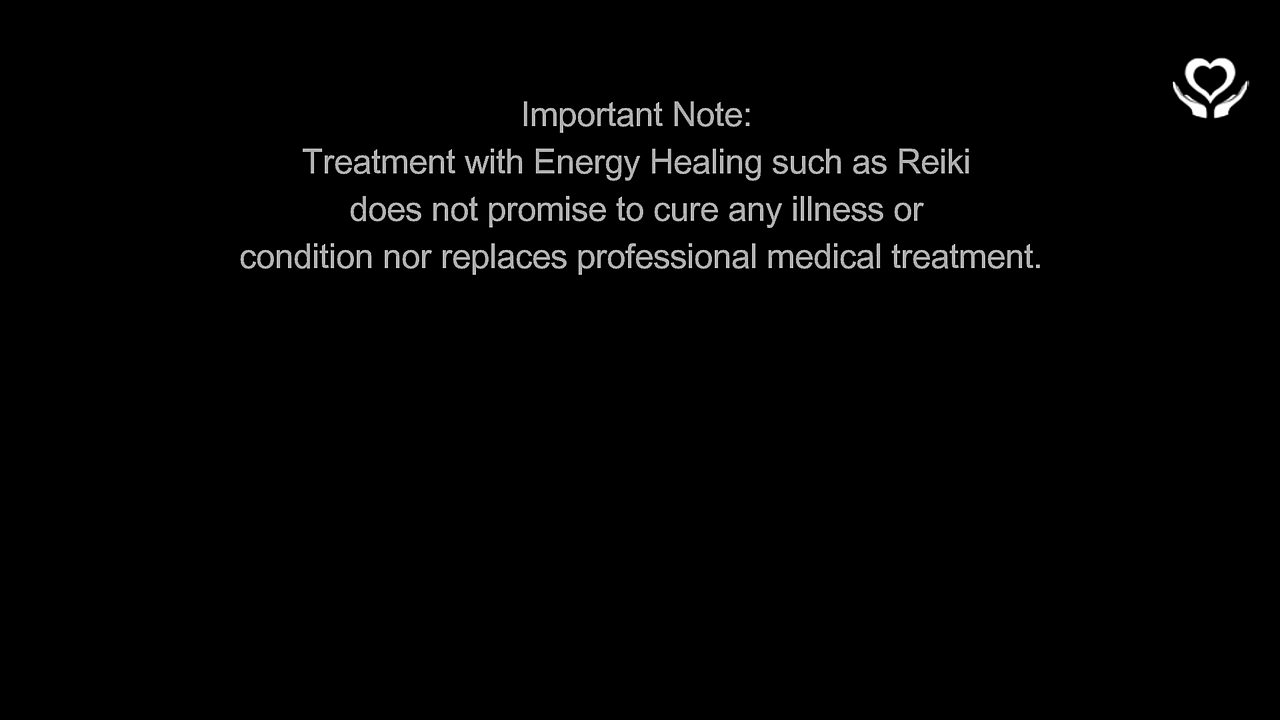 Important Note:
Treatment with Energy Healing such as Reiki
does not promise to cure any illness or
condition nor replaces professional medical treatment.